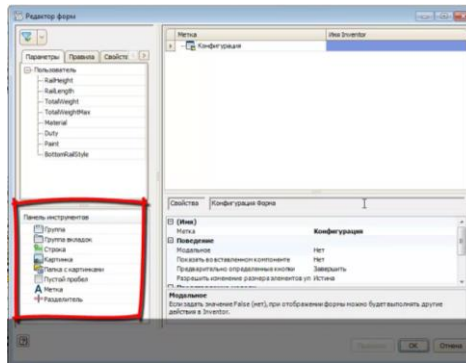 Редактор форм
Параметры
Правила
Свойств
Пользователь
RailHeight
RailLength
TotalWeight
TotalWeightMax
Material
Duty
Paint
BottomRailStyle
Панель инструментов
Группа
Группа вкладок
Строка
Картинка
Папка с картинками
Пустой пробел
Метка
Разделитель
Метка
Имя Inventor
Конфигурация
Свойства
Конфигурация Форма
(Имя)
Метка Конфигурация
Поведение
Модальное Нет
Показать во вставленном компоненте Нет
Предварительно определенные кнопки Завершить
Разрешить изменение размера элементов уп Истина
Модальное
Если задать значение False (нет), при отображении формы можно будет выполнить другие
действия в Inventor.
OK
Отмена